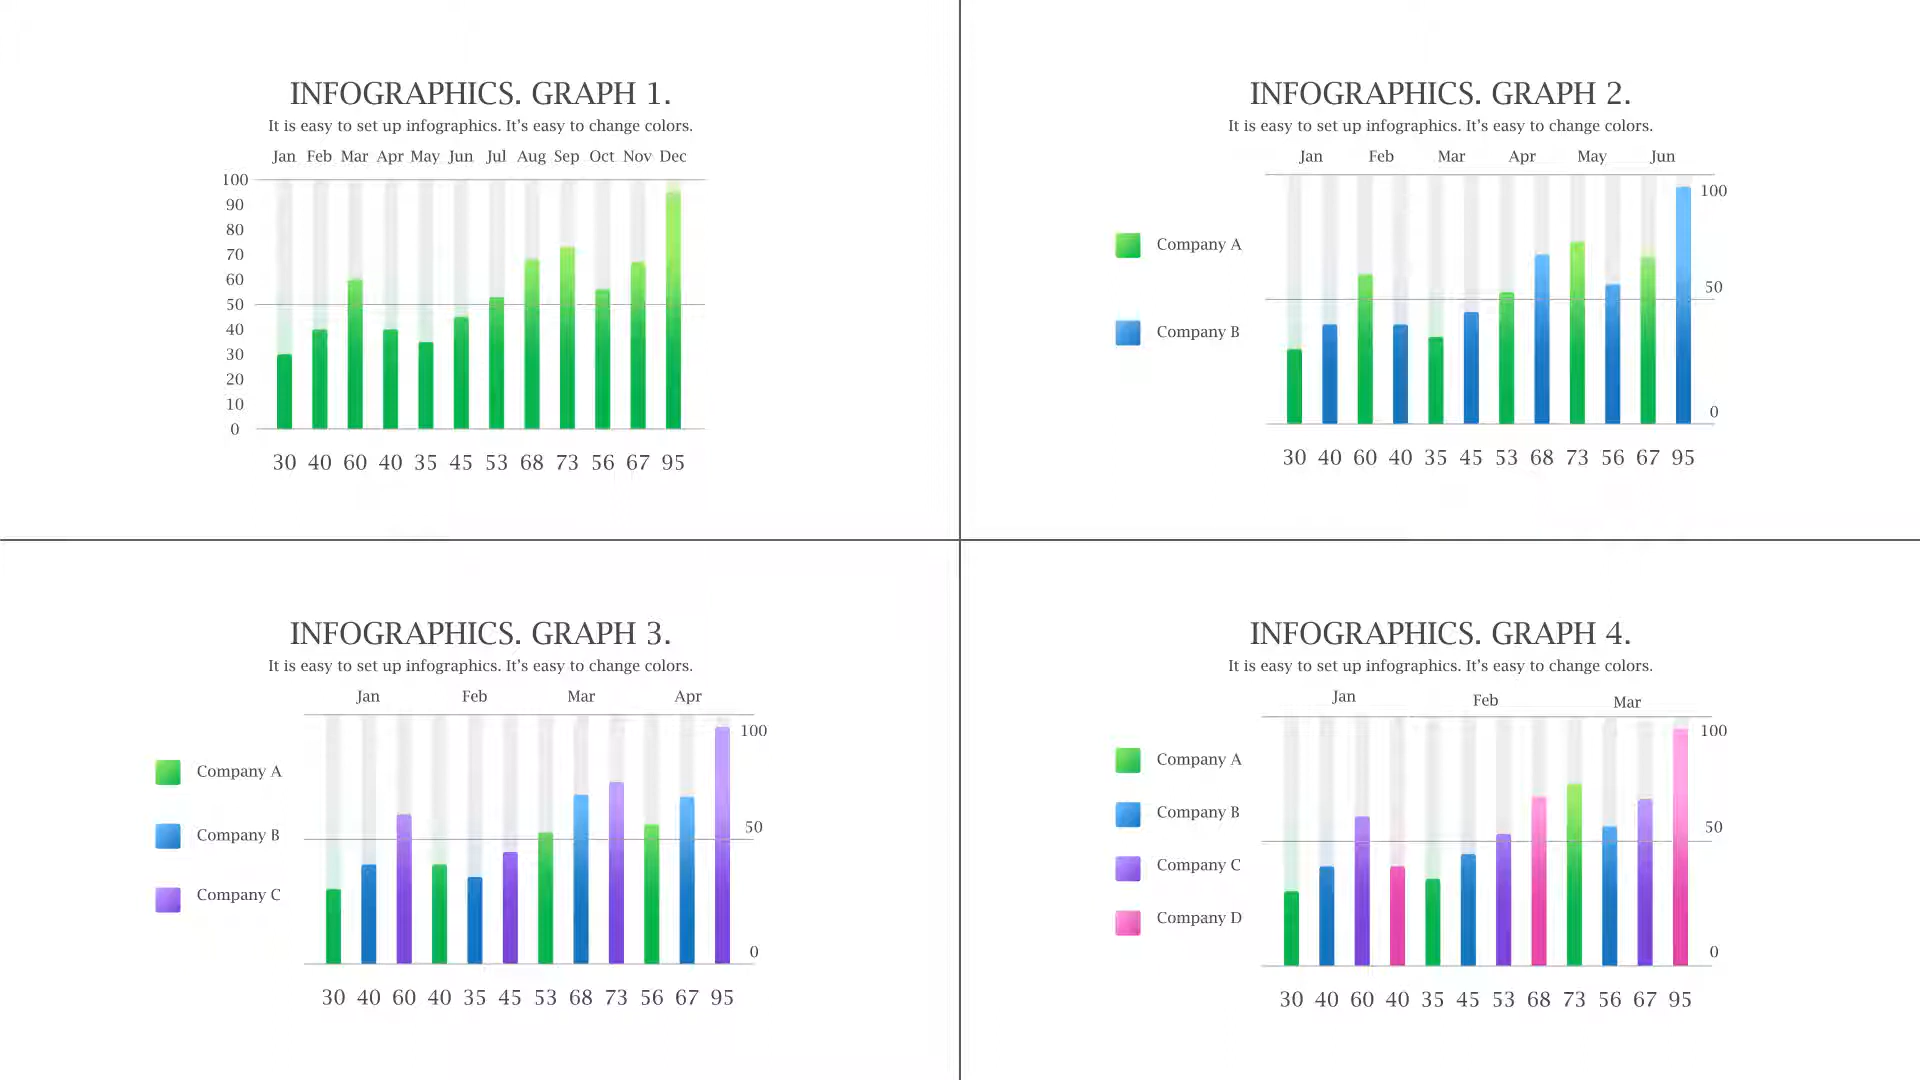 INFOGRAPHICS. GRAPH 1.
It is easy to set up infographics. It's easy to change colors.
Jan Feb Mar Apr May Jun Jul Aug Sep Oct Nov Dec
100
90
80
70
60
50
40
30
20
10
0
30 40 60 40 35 45 53 68 73 56 67 95
INFOGRAPHICS. GRAPH 2.
It is easy to set up infographics. It's easy to change colors.
Jan Feb Mar Apr May Jun
100
Company A
50
Company B
0
30 40 60 40 35 45 53 68 73 56 67 95
INFOGRAPHICS. GRAPH 3.
It is easy to set up infographics. It's easy to change colors.
Jan Feb Mar Apr
100
Company A
50
Company B
Company C
0
30 40 60 40 35 45 53 68 73 56 67 95
INFOGRAPHICS. GRAPH 4.
It is easy to set up infographics. It's easy to change colors.
Jan Feb Mar
100
Company A
Company B
50
Company C
Company D
0
30 40 60 40 35 45 53 68 73 56 67 95